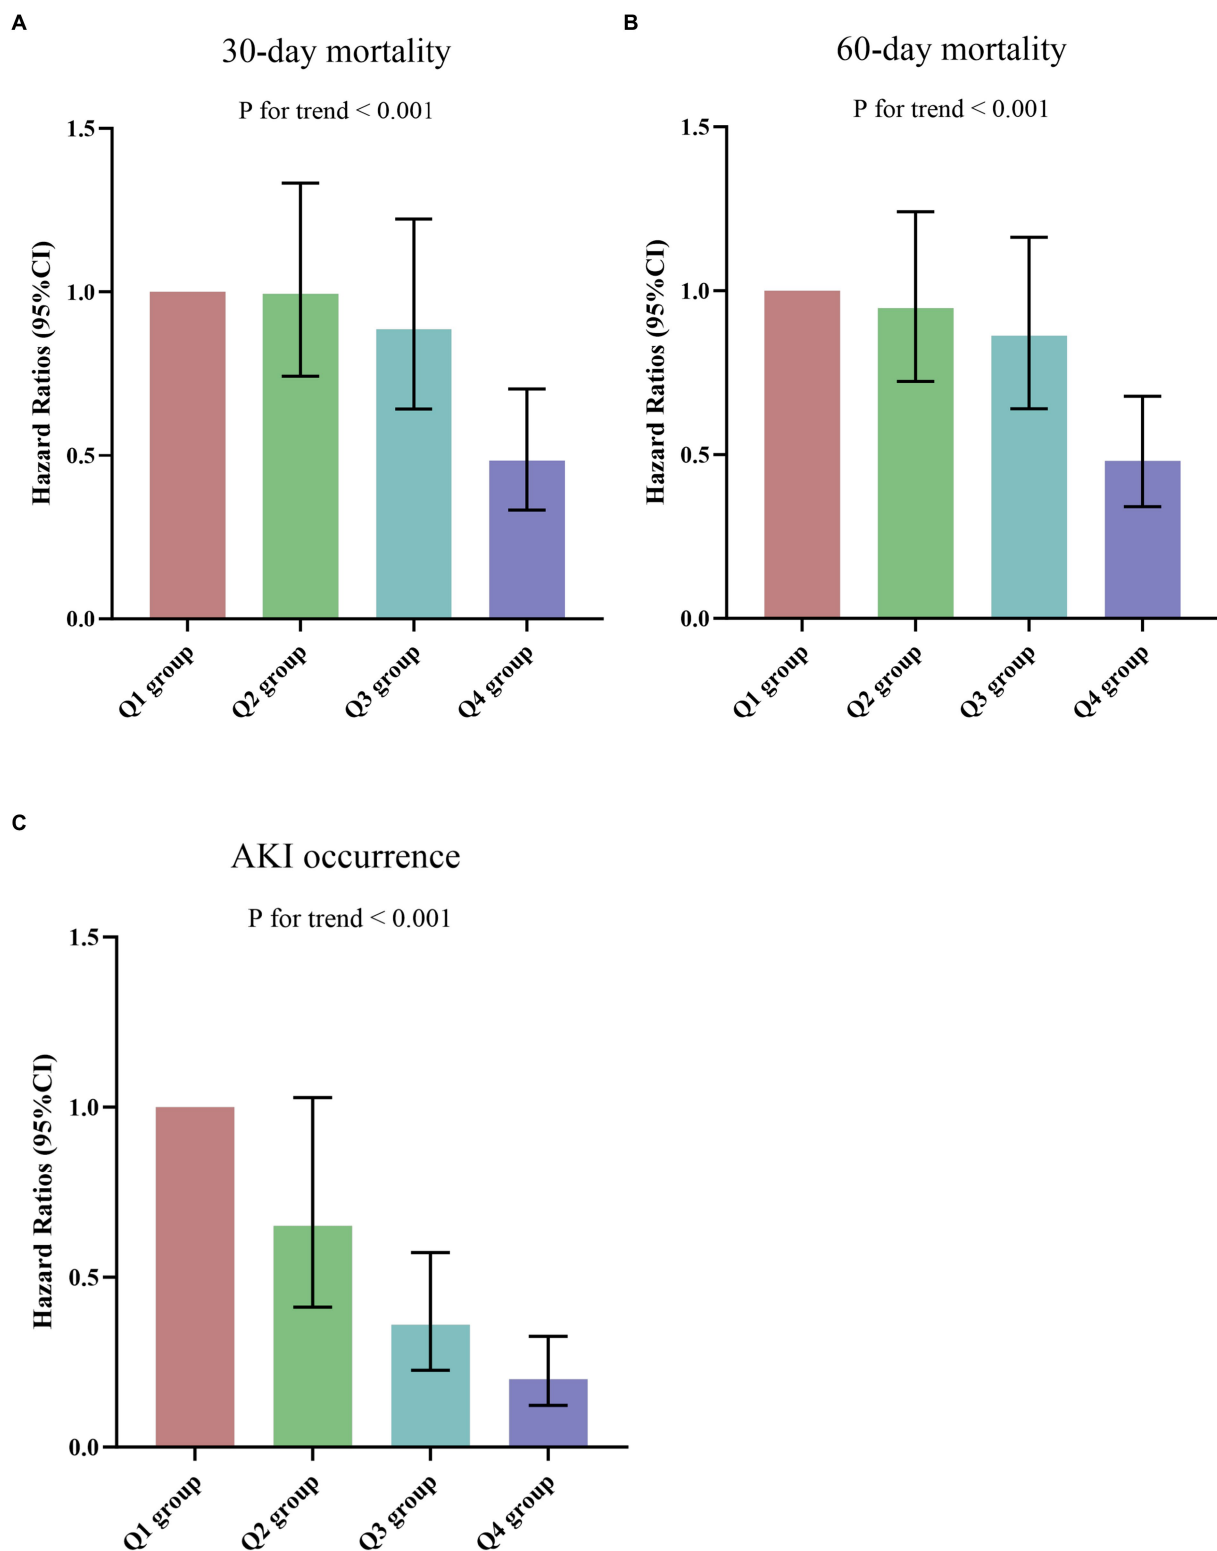 A
30-day mortality
P for trend < 0.001
Hazard Ratios (95%CI)
1.5
1.0
0.5
0.0
Q1 group
Q2 group
Q3 group
Q4 group
B
60-day mortality
P for trend < 0.001
Hazard Ratios (95%CI)
1.5
1.0
0.5
0.0
Q1 group
Q2 group
Q3 group
Q4 group
C
AKI occurrence
P for trend < 0.001
Hazard Ratios (95%CI)
1.5
1.0
0.5
0.0
Q1 group
Q2 group
Q3 group
Q4 group